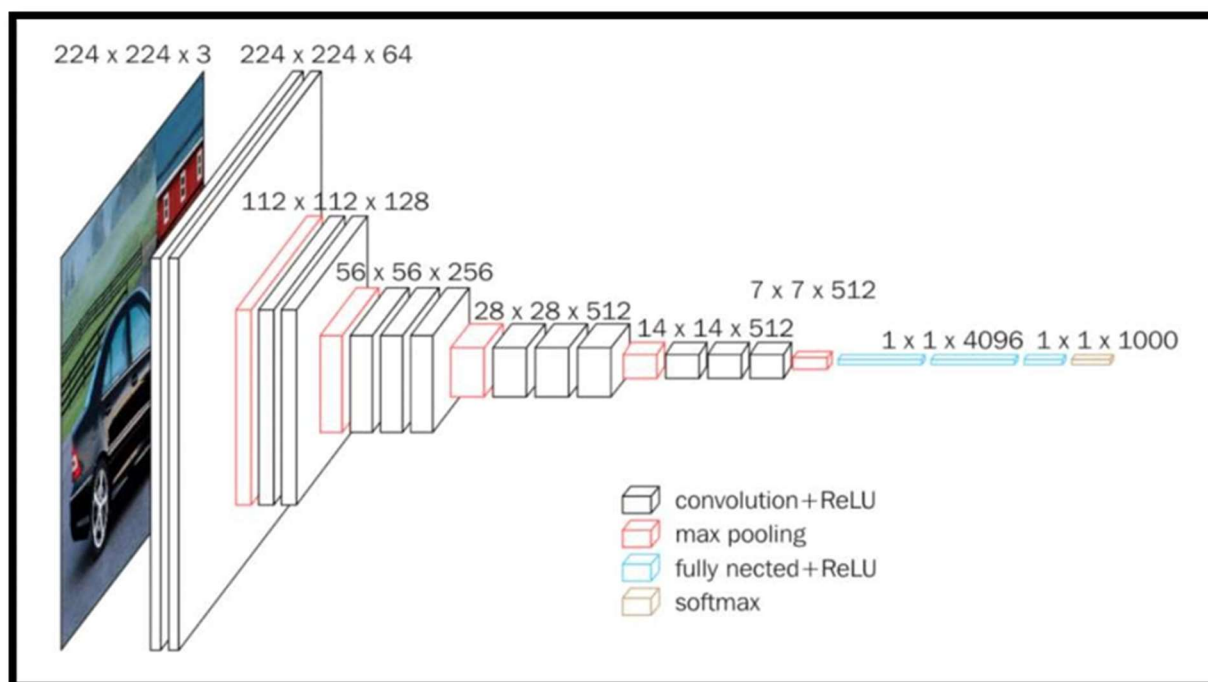 224 x 224 x 3
224 x 224 x 64
112 x 112 x 128
56 x 56 x 256
28 x 28 x 512
14 x 14 x 512
7 x 7 x 512
1 x 1 x 4096
1 x 1 x 1000
convolution+ReLU
max pooling
fully nected+ReLU
softmax